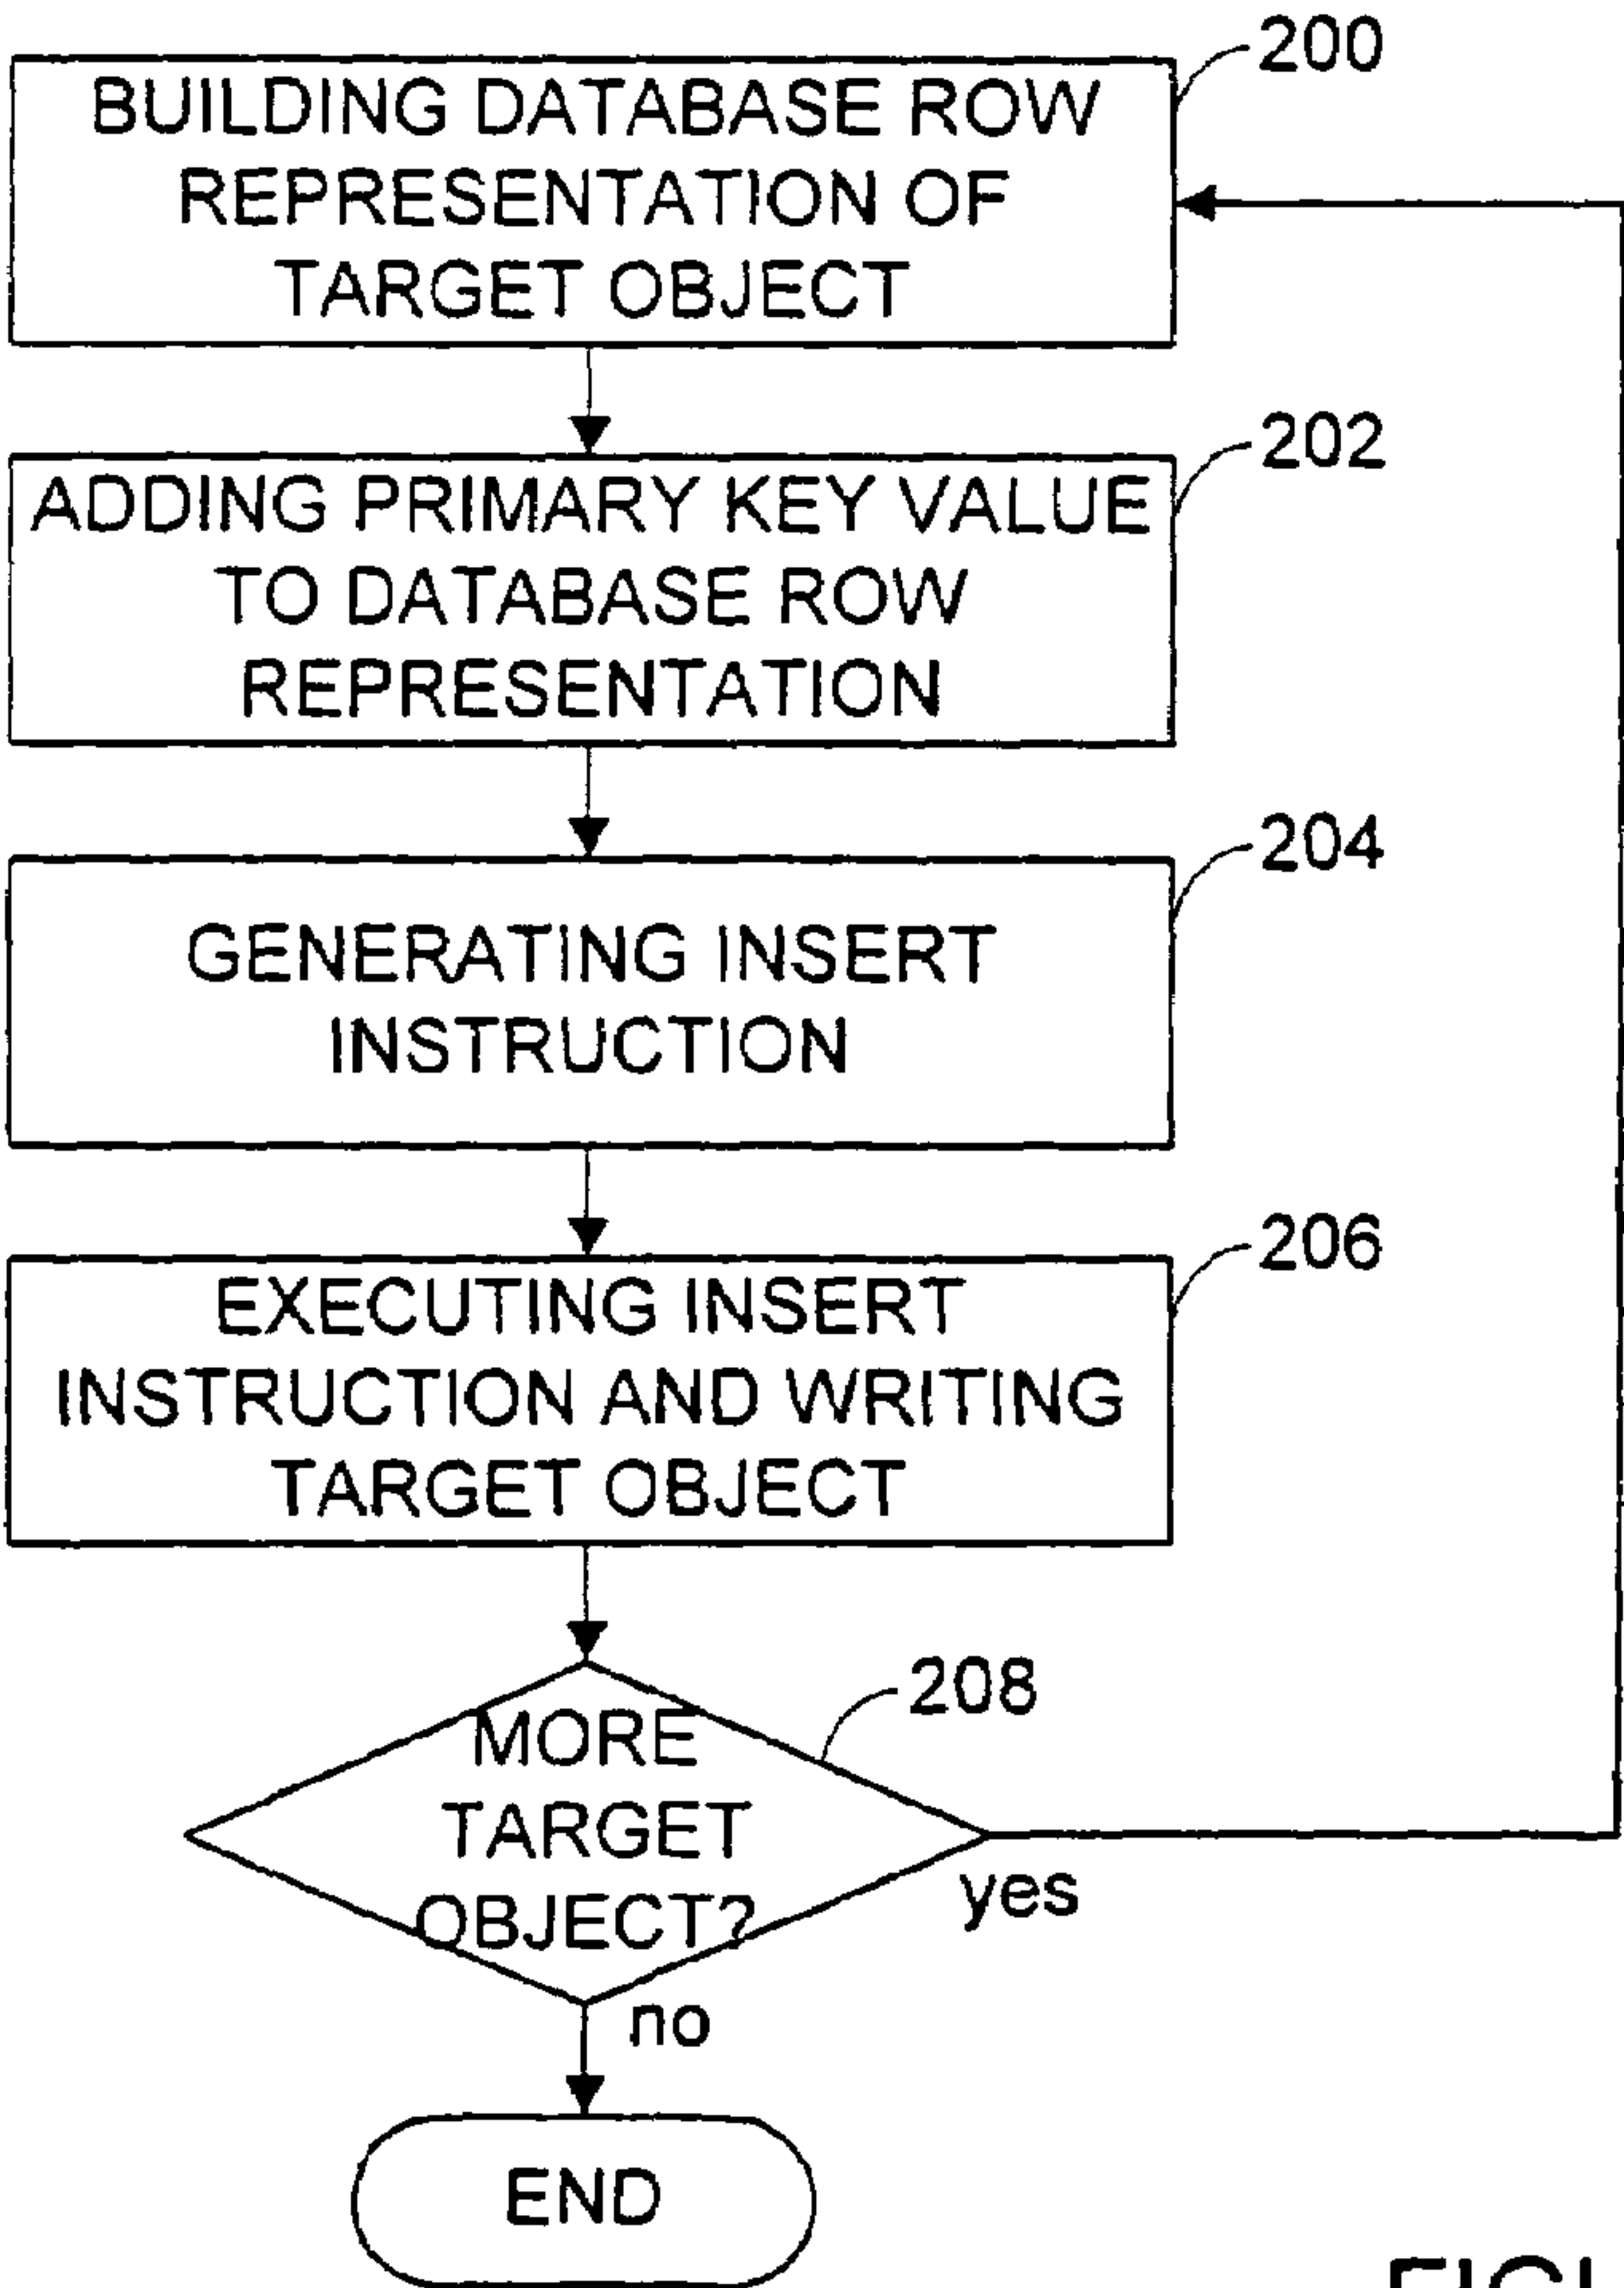 200
BUILDING DATABASE ROW
REPRESENTATION OF
TARGET OBJECT
202
ADDING PRIMARY KEY VALUE
TO DATABASE ROW
REPRESENTATION
204
GENERATING INSERT
INSTRUCTION
206
EXECUTING INSERT
INSTRUCTION AND WRITING
TARGET OBJECT
208
MORE
TARGET
OBJECT?
yes
no
END